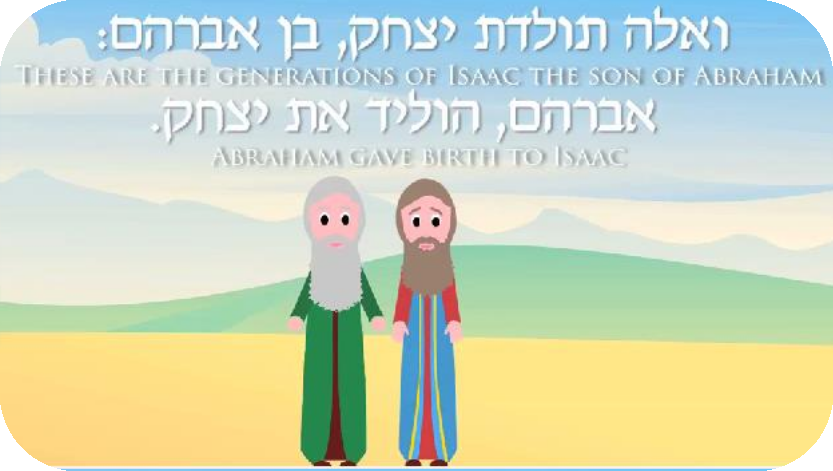 ואלה תולדת יצחק, בן אברהם:
THESE ARE THE GENERATIONS OF ISAAC THE SON OF ABRAHAM
אברהם, הוליד את יצחק.
ABRAHAM GAVE BIRTH TO ISAAC